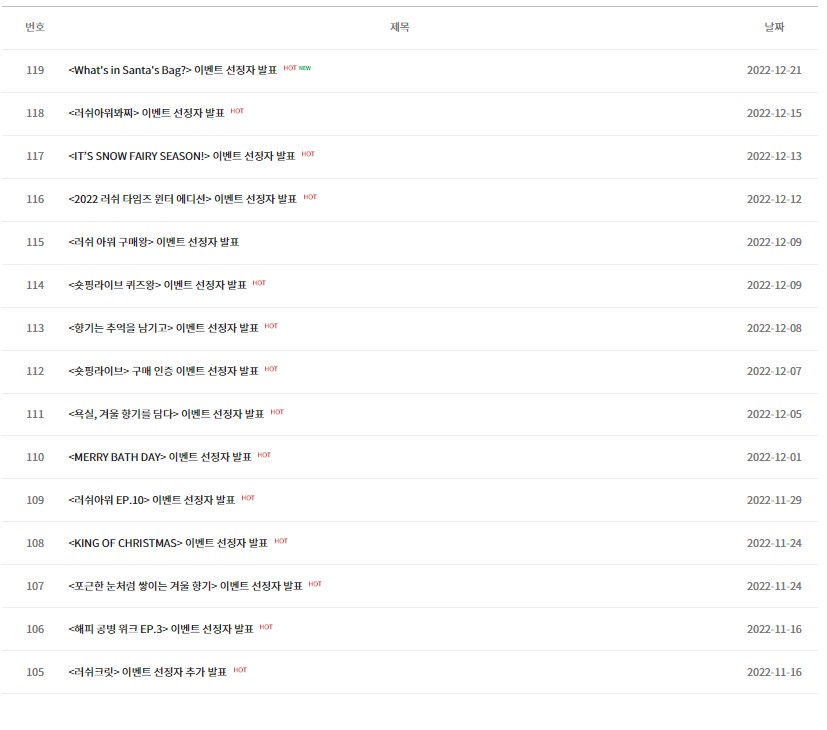 번호 제목 날짜
119 <What's in Santa's Bag?> 이벤트 선정자 발표 HOT NEW 2022-12-21
118 <러쉬아워봐찌> 이벤트 선정자 발표 HOT 2022-12-15
117 <IT'S SNOW FAIRY SEASON!> 이벤트 선정자 발표 HOT 2022-12-13
116 <2022 러쉬 타임즈 윈터 에디션> 이벤트 선정자 발표 HOT 2022-12-12
115 <러쉬 아워 구매왕> 이벤트 선정자 발표 2022-12-09
114 <숏핑라이브 퀴즈왕> 이벤트 선정자 발표 HOT 2022-12-09
113 <향기는 추억을 남기고> 이벤트 선정자 발표 HOT 2022-12-08
112 <숏핑라이브> 구매 인증 이벤트 선정자 발표 HOT 2022-12-07
111 <욕실, 겨울 향기를 담다> 이벤트 선정자 발표 HOT 2022-12-05
110 <MERRY BATH DAY> 이벤트 선정자 발표 HOT 2022-12-01
109 <러쉬아워 EP.10> 이벤트 선정자 발표 HOT 2022-11-29
108 <KING OF CHRISTMAS> 이벤트 선정자 발표 HOT 2022-11-24
107 <포근한 눈처럼 쌓이는 겨울 향기> 이벤트 선정자 발표 HOT 2022-11-24
106 <해피 공병 위크 EP.3> 이벤트 선정자 발표 HOT 2022-11-16
105 <러쉬크릿> 이벤트 선정자 추가 발표 HOT 2022-11-16